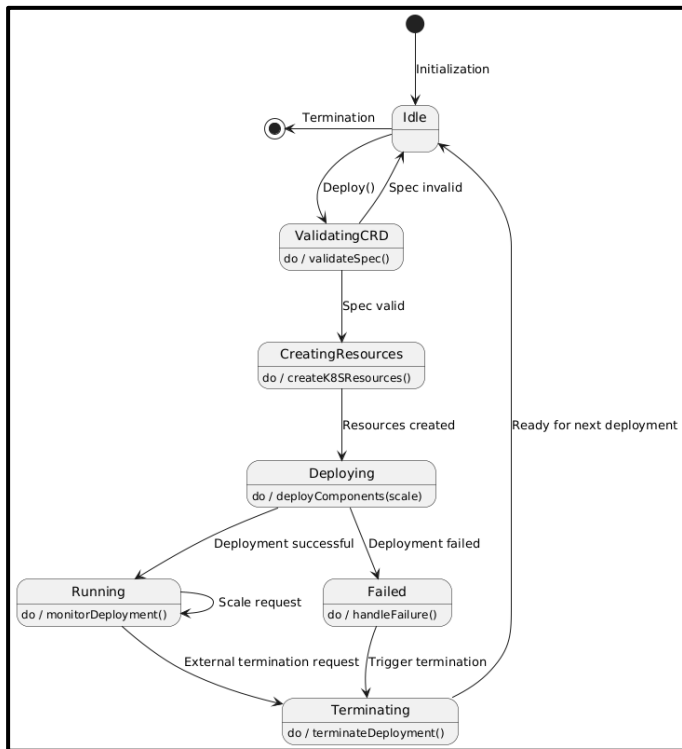 Initialization
Termination
Idle
Deploy()
Spec invalid
ValidatingCRD
do / validateSpec()
Spec valid
CreatingResources
do / createK8SResources()
Resources created
Ready for next deployment
Deploying
do / deployComponents(scale)
Deployment successful
Deployment failed
Running
do / monitorDeployment()
Scale request
Failed
do / handleFailure()
External termination request
Trigger termination
Terminating
do / terminateDeployment()